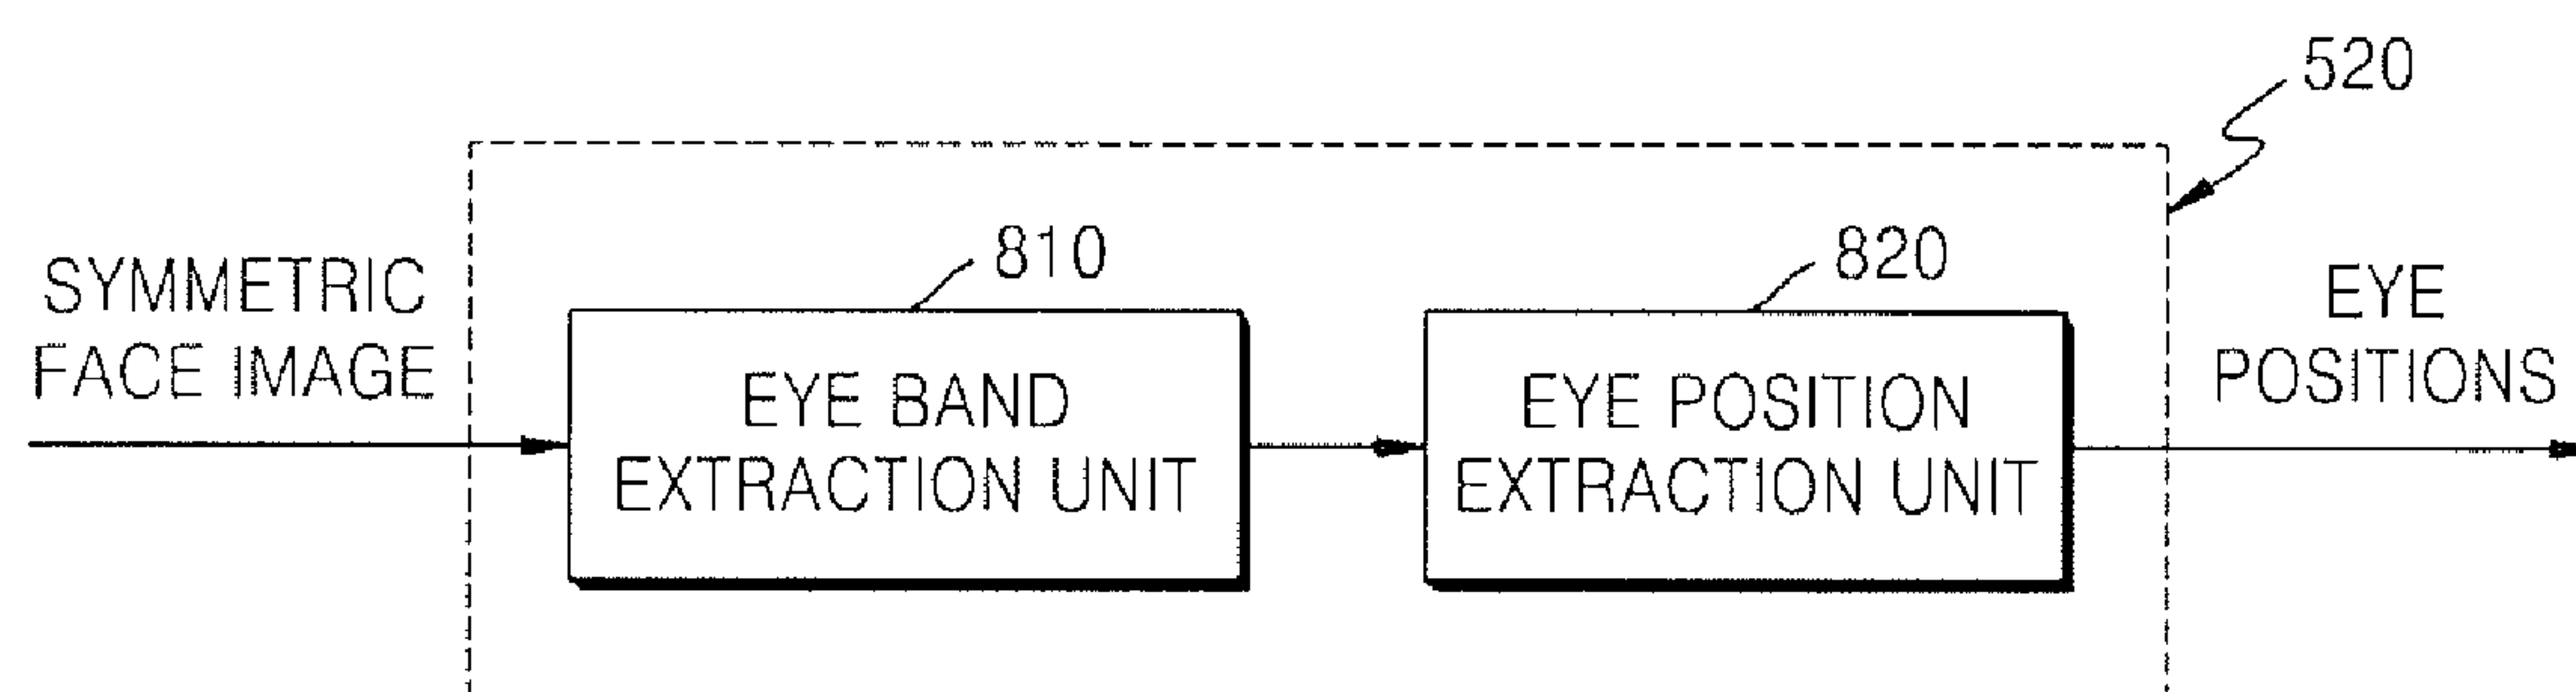 520
810
820
SYMMETRIC
FACE IMAGE
EYE BAND
EXTRACTION UNIT
EYE POSITION
EXTRACTION UNIT
EYE
POSITIONS